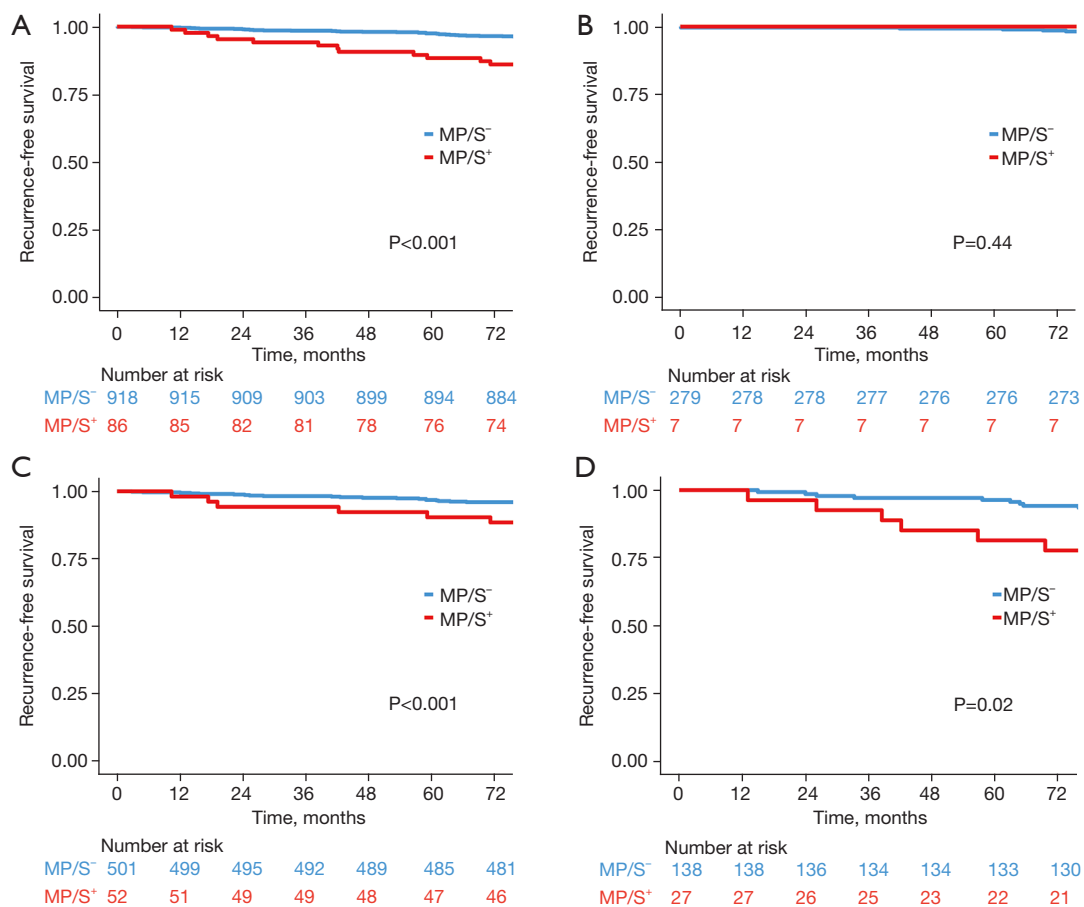 A
Recurrence-free survival
1.00
0.75
0.50
0.25
0.00
MP/S⁻
MP/S⁺
P<0.001
0 12 24 36 48 60 72
Time, months
Number at risk
MP/S⁻ 918 915 909 903 899 894 884
MP/S⁺ 86 85 82 81 78 76 74
B
Recurrence-free survival
1.00
0.75
0.50
0.25
0.00
MP/S⁻
MP/S⁺
P=0.44
0 12 24 36 48 60 72
Time, months
Number at risk
MP/S⁻ 279 278 278 277 276 276 273
MP/S⁺ 7 7 7 7 7 7 7
C
Recurrence-free survival
1.00
0.75
0.50
0.25
0.00
MP/S⁻
MP/S⁺
P<0.001
0 12 24 36 48 60 72
Time, months
Number at risk
MP/S⁻ 501 499 495 492 489 485 481
MP/S⁺ 52 51 49 49 48 47 46
D
Recurrence-free survival
1.00
0.75
0.50
0.25
0.00
MP/S⁻
MP/S⁺
P=0.02
0 12 24 36 48 60 72
Time, months
Number at risk
MP/S⁻ 138 138 136 134 134 133 130
MP/S⁺ 27 27 26 25 23 22 21